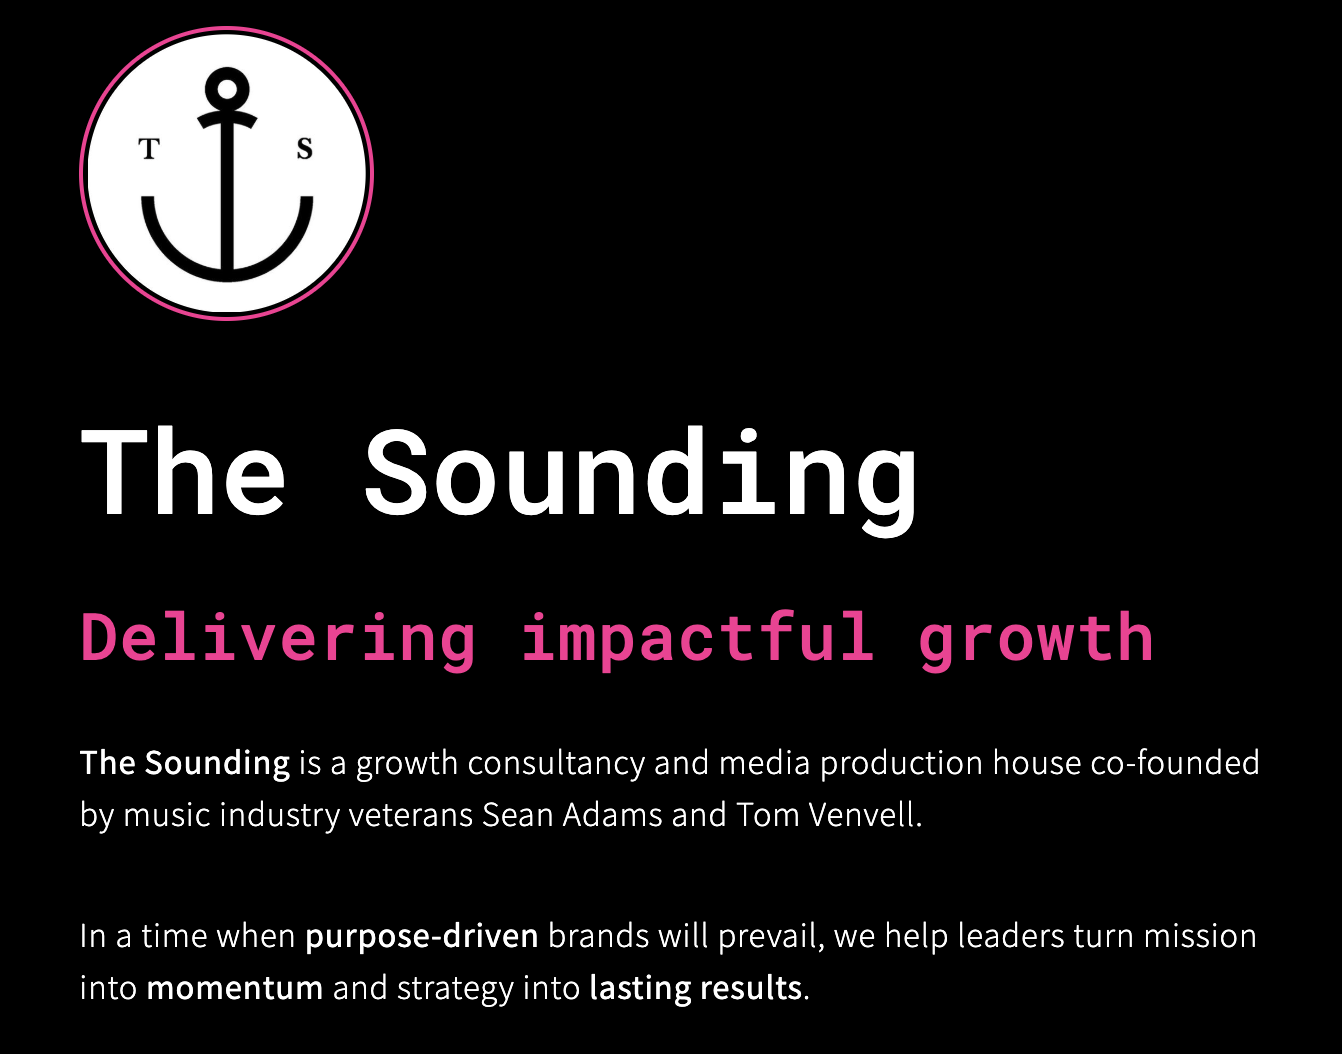 T S
The Sounding
Delivering impactful growth
The Sounding is a growth consultancy and media production house co-founded
by music industry veterans Sean Adams and Tom Venvell.
In a time when purpose-driven brands will prevail, we help leaders turn mission
into momentum and strategy into lasting results.